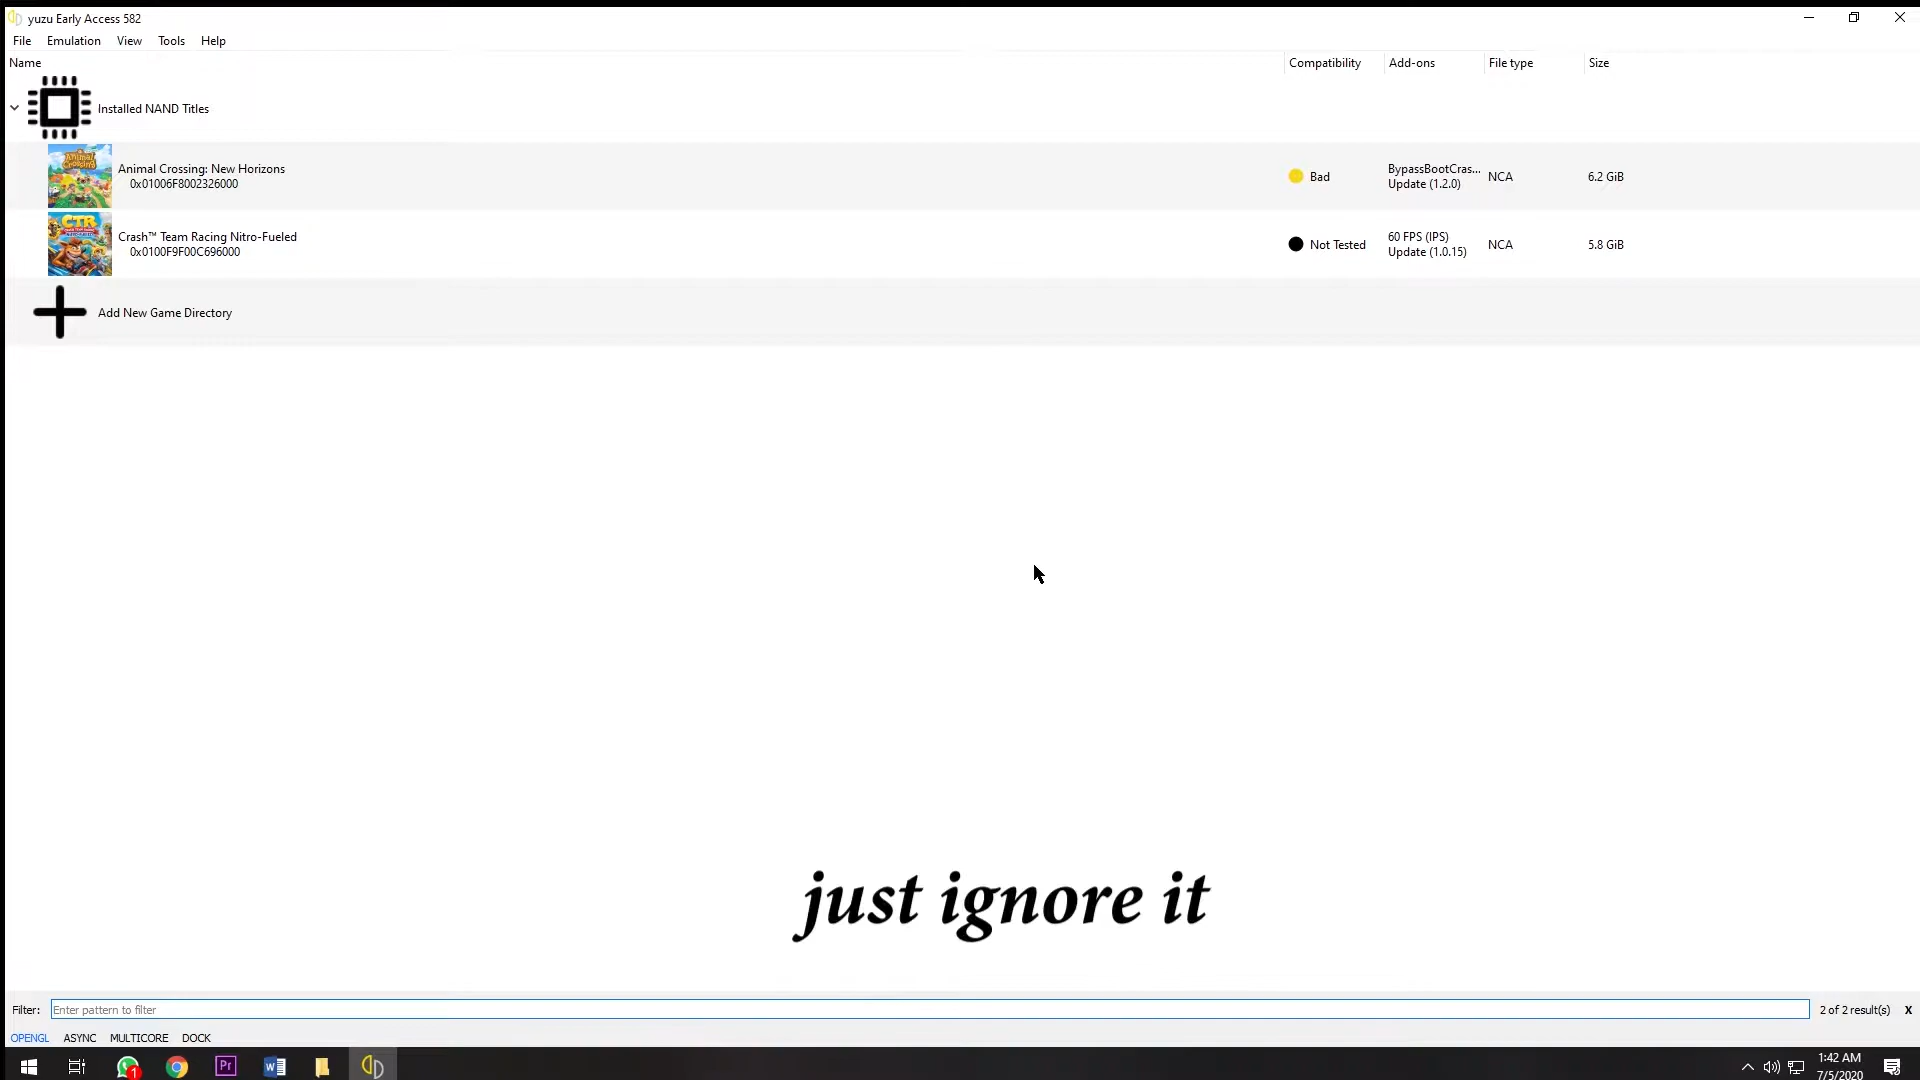 yuzu Early Access 582
File Emulation View Tools Help
Name Compatibility Add-ons File type Size
Installed NAND Titles
Animal Crossing: New Horizons
0x01006F8002326000
Bad
BypassBootCras...
Update (1.2.0)
NCA
6.2 GiB
Crash™ Team Racing Nitro-Fueled
0x0100F9F00C696000
Not Tested
60 FPS (IPS)
Update (1.0.15)
NCA
5.8 GiB
Add New Game Directory
just ignore it
Filter: Enter pattern to filter 2 of 2 result(s) X
OPENGL ASYNC MULTICORE DOCK
1
Pr
W
1:42 AM
7/5/2020